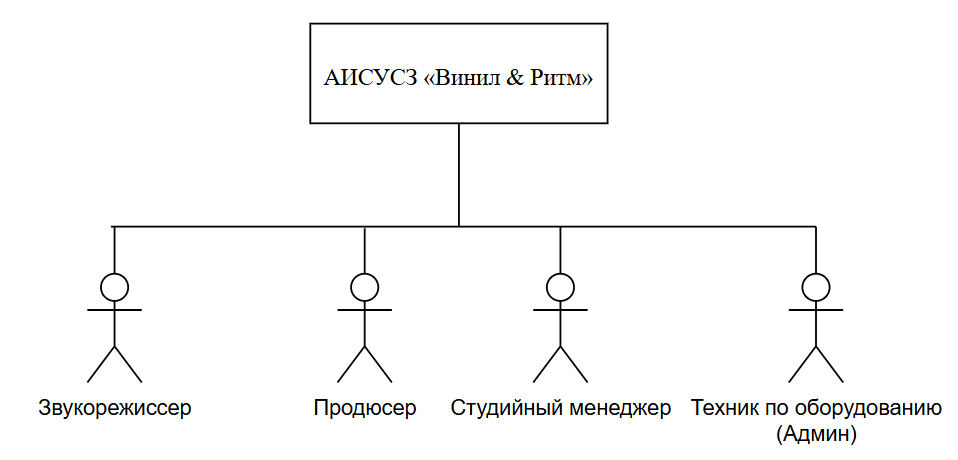 АИСУСЗ «Винил & Ритм»
Звукорежиссер
Продюсер
Студийный менеджер
Техник по оборудованию
(Админ)